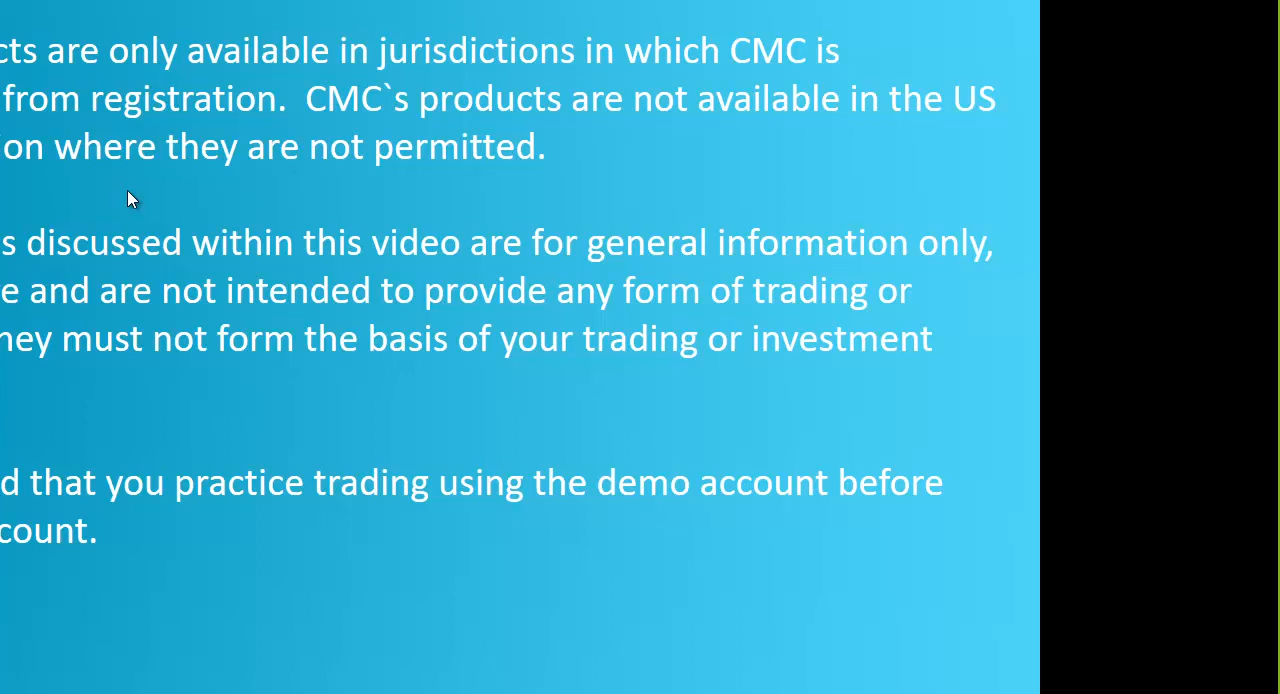 cts are only available in jurisdictions in which CMC is
from registration.  CMC`s products are not available in the US
ion where they are not permitted.
s discussed within this video are for general information only,
e and are not intended to provide any form of trading or
hey must not form the basis of your trading or investment
d that you practice trading using the demo account before
count.